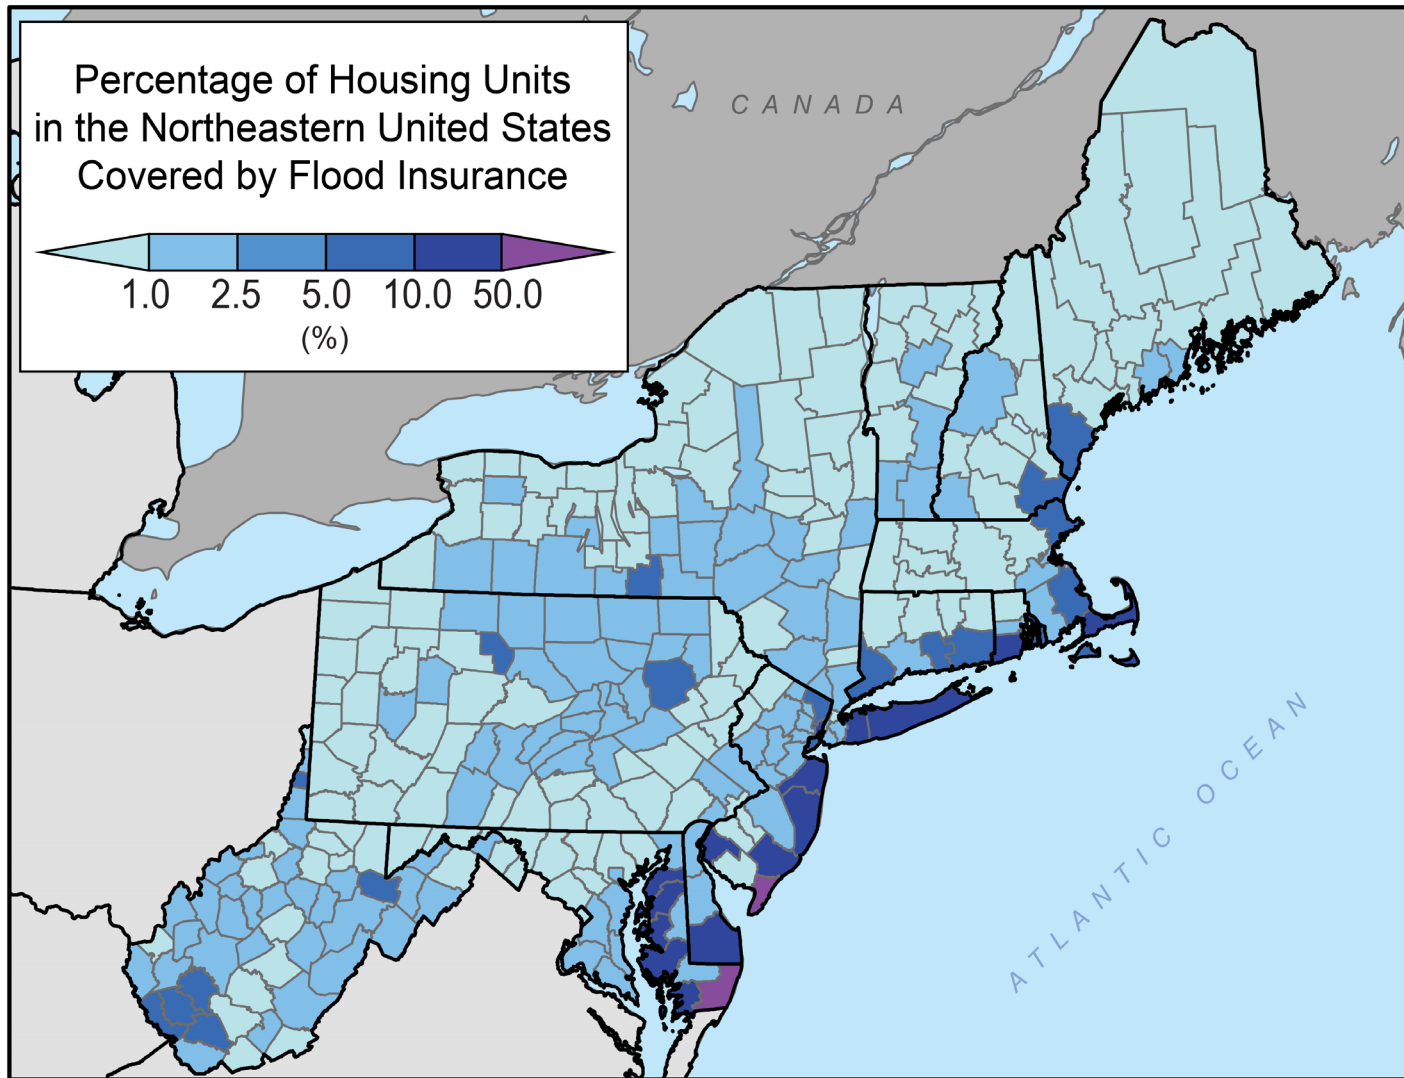 Percentage of Housing Units
in the Northeastern United States
Covered by Flood Insurance
1.0 2.5 5.0 10.0 50.0
(%)
CANADA
ATLANTIC OCEAN